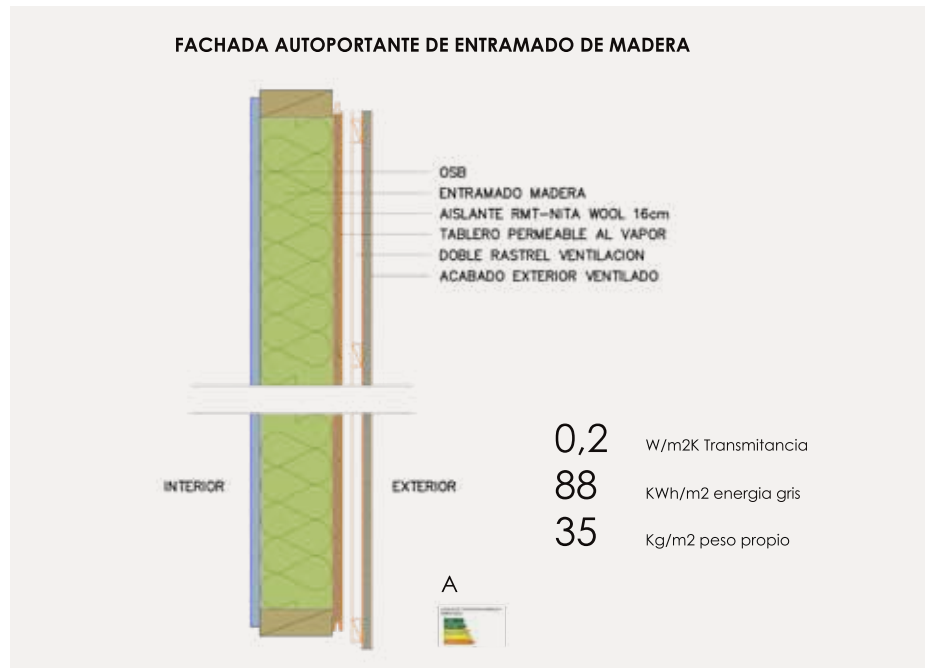 FACHADA AUTOPORTANTE DE ENTRAMADO DE MADERA
OSB
ENTRAMADO MADERA
AISLANTE RMT-NITA WOOL 16cm
TABLERO PERMEABLE AL VAPOR
DOBLE RASTREL VENTILACION
ACABADO EXTERIOR VENTILADO
INTERIOR
EXTERIOR
0,2 W/m2K Transmitancia
88 KWh/m2 energia gris
35 Kg/m2 peso propio
A